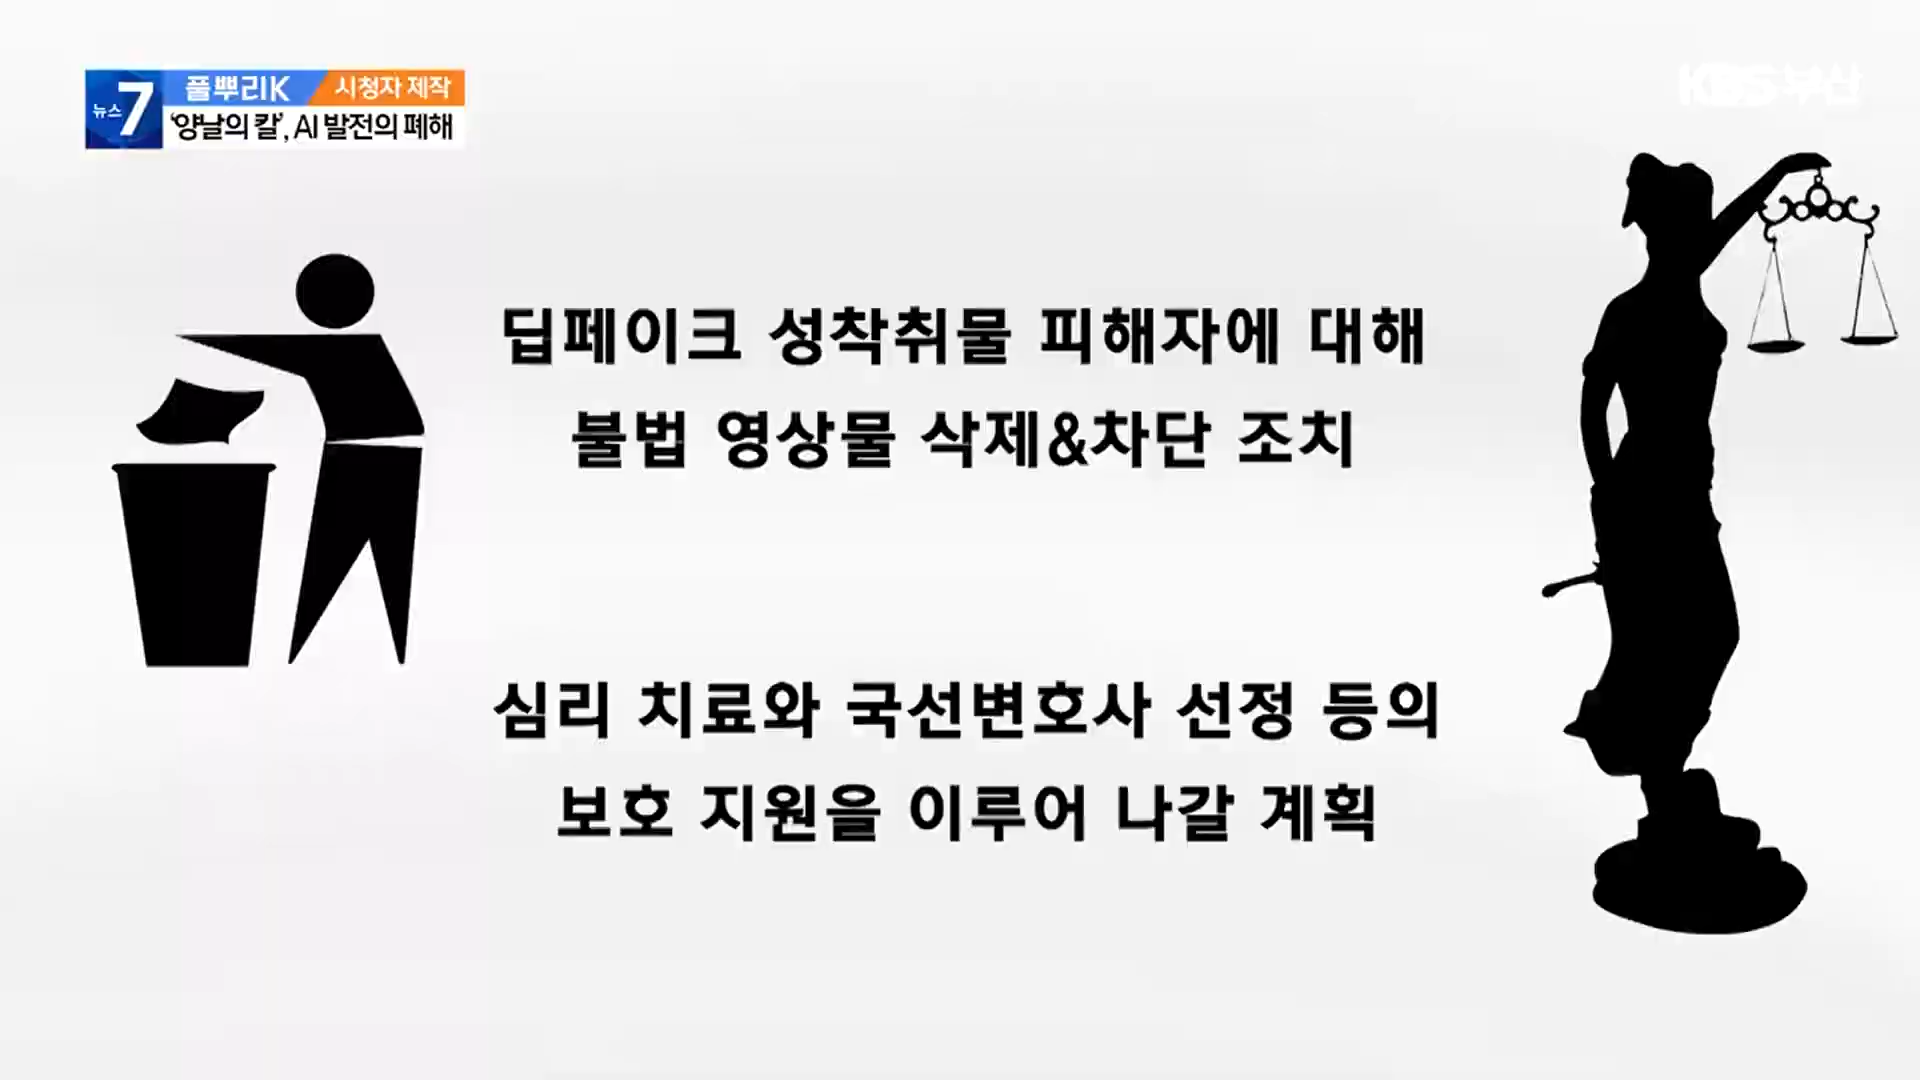 뉴스 7
풀뿌리K 시청자 제작
‘양날의 칼’, AI 발전의 폐해
KBS부산
딥페이크 성착취물 피해자에 대해
불법 영상물 삭제&차단 조치
심리 치료와 국선변호사 선정 등의
보호 지원을 이루어 나갈 계획